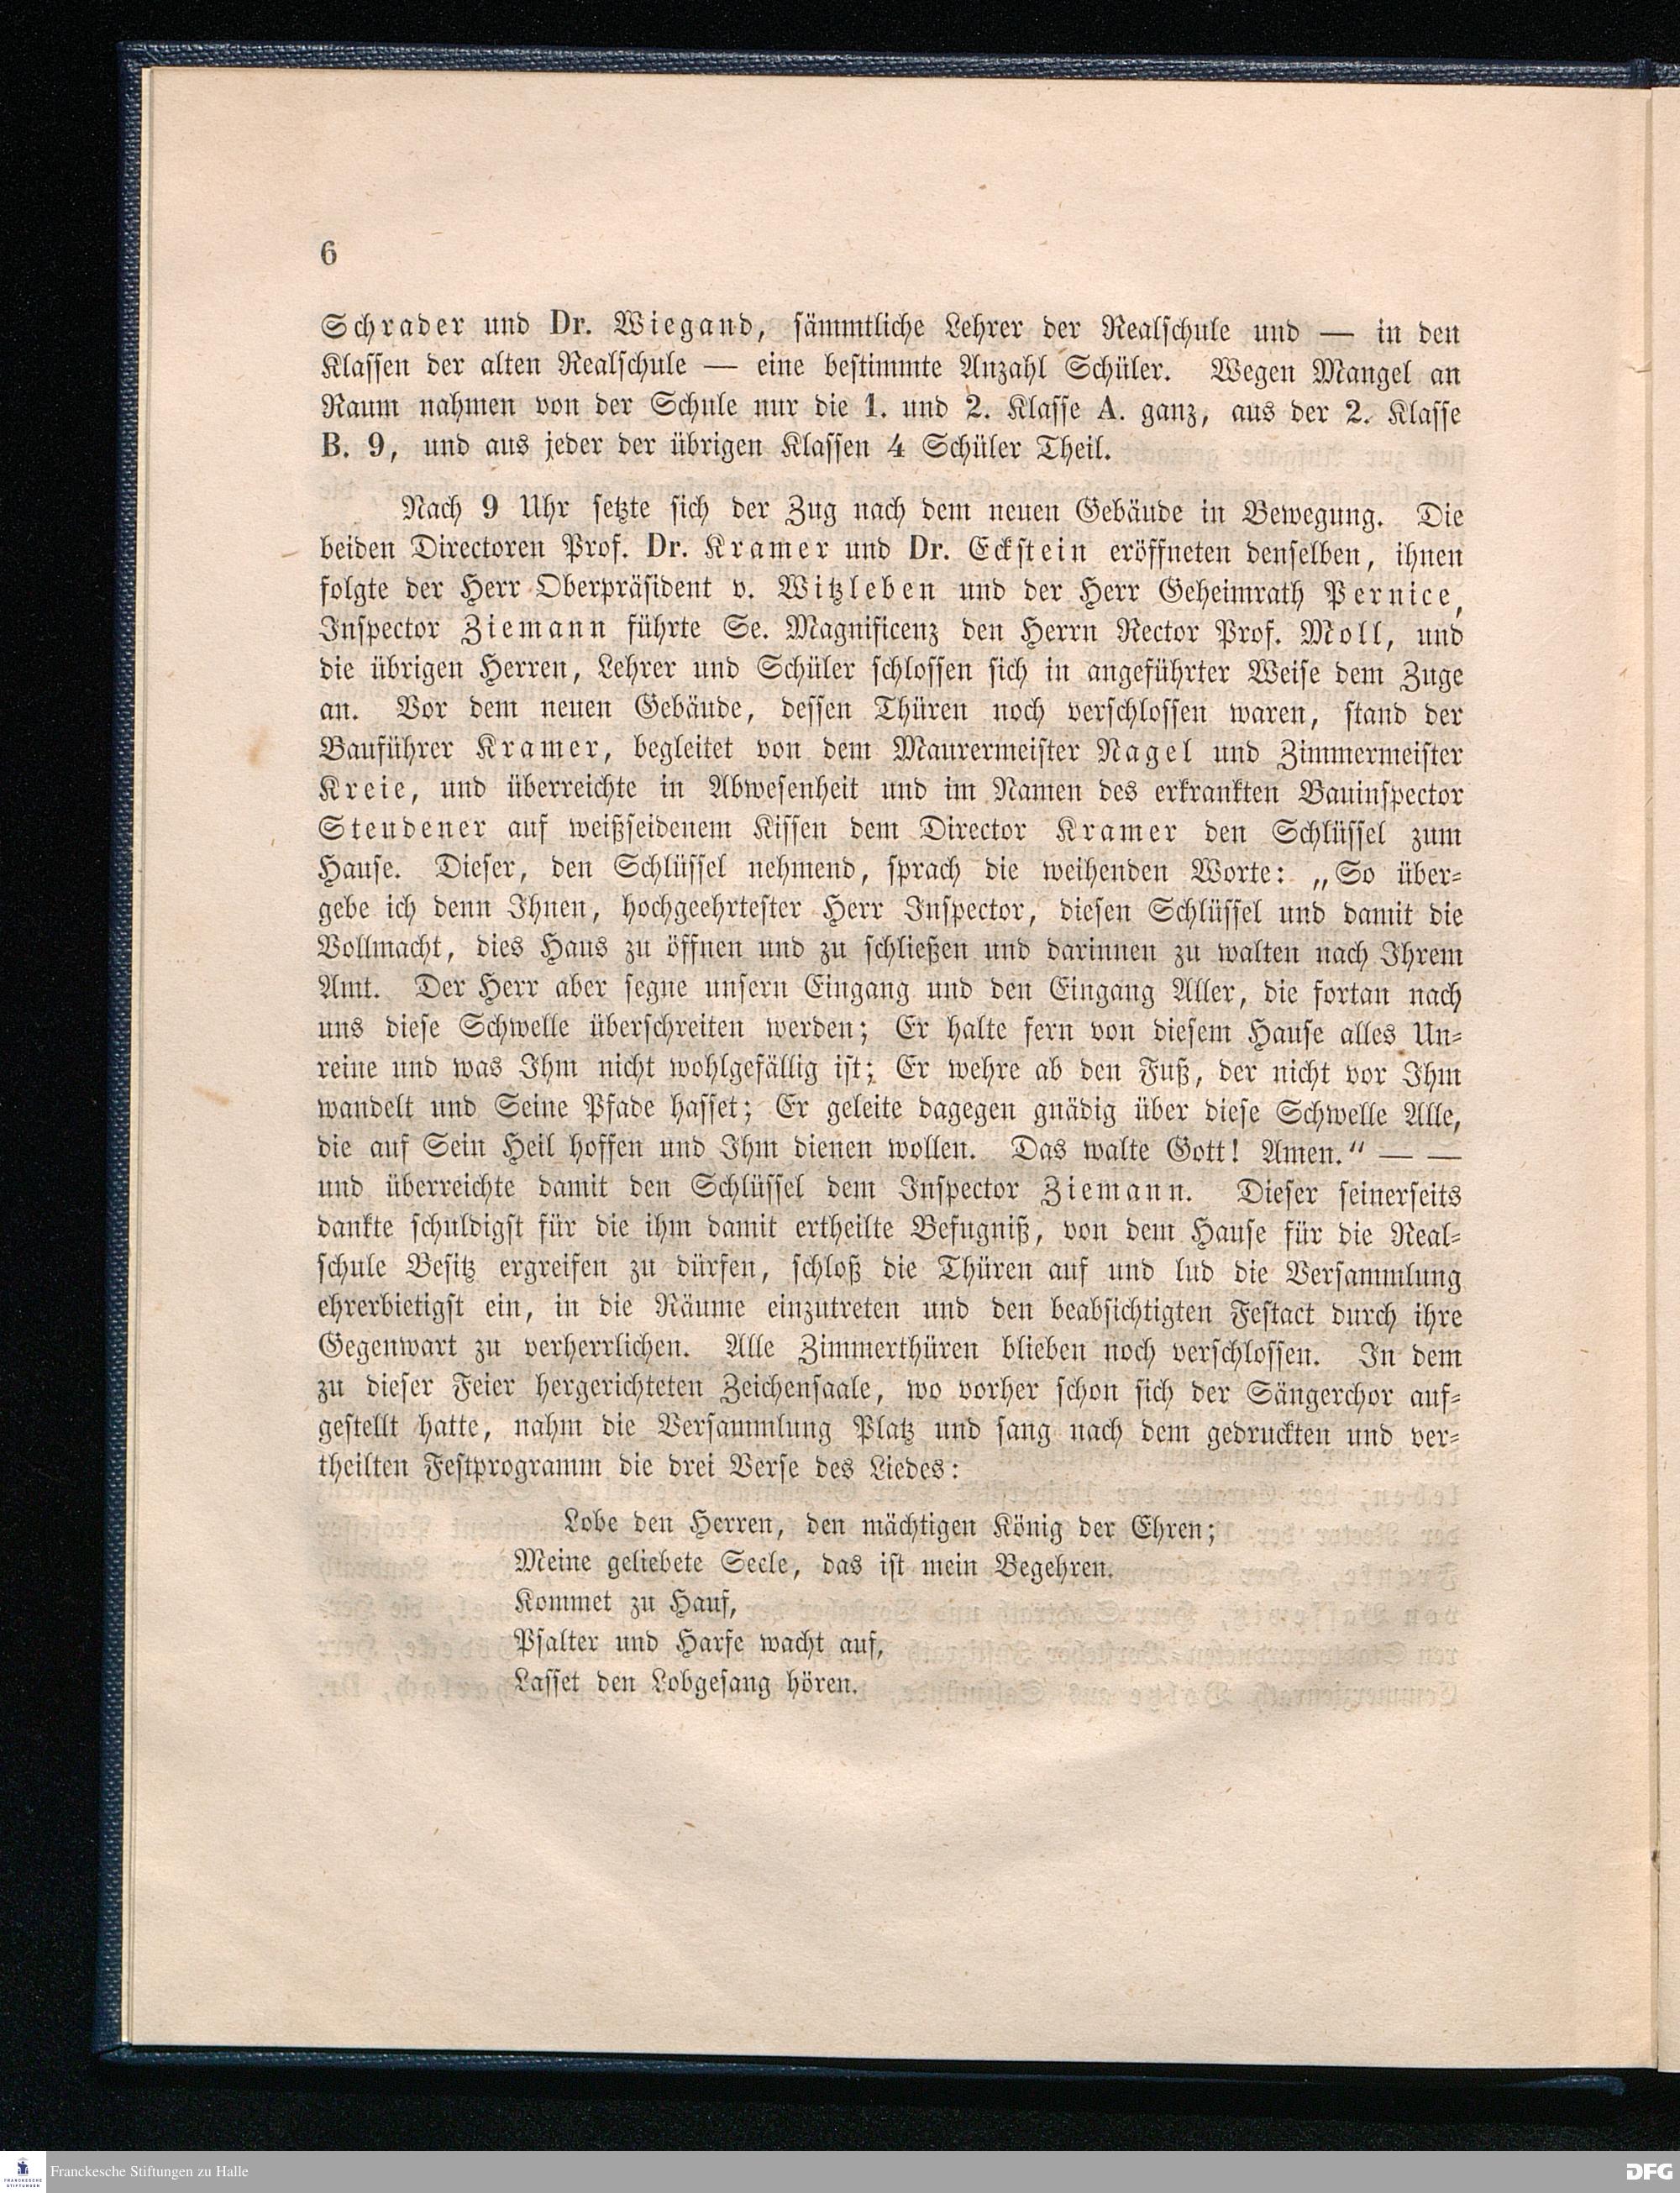 6
Schrader und Dr. Wiegand, sämmtliche Lehrer der Realschule und — in den
Klassen der alten Realschule — eine bestimmte Anzahl Schüler. Wegen Mangel an
Raum nahmen von der Schule nur die 1. und 2. Klasse A. ganz, aus der 2. Klasse
B. 9, und aus jeder der übrigen Klassen 4 Schüler Theil.
Nach 9 Uhr setzte sich der Zug nach dem neuen Gebäude in Bewegung. Die
beiden Directoren Prof. Dr. Kramer und Dr. Eckstein eröffneten denselben, ihnen
folgte der Herr Oberpräsident v. Witzleben und der Herr Geheimrath Pernice,
Inspector Ziemann führte Se. Magnificenz den Herrn Rector Prof. Moll, und
die übrigen Herren, Lehrer und Schüler schlossen sich in angeführter Weise dem Zuge
an. Vor dem neuen Gebäude, dessen Thüren noch verschlossen waren, stand der
Bauführer Kramer, begleitet von dem Maurermeister Nagel und Zimmermeister
Kreie, und überreichte in Abwesenheit und im Namen des erkrankten Bauinspector
Steudener auf weißseidenem Kissen dem Director Kramer den Schlüssel zum
Hause. Dieser, den Schlüssel nehmend, sprach die weihenden Worte: „So über-
gebe ich denn Ihnen, hochgeehrtester Herr Inspector, diesen Schlüssel und damit die
Vollmacht, dies Haus zu öffnen und zu schließen und darinnen zu walten nach Ihrem
Amt. Der Herr aber segne unsern Eingang und den Eingang Aller, die fortan nach
uns diese Schwelle überschreiten werden; Er halte fern von diesem Hause alles Un-
reine und was Ihm nicht wohlgefällig ist; Er wehre ab den Fuß, der nicht vor Ihm
wandelt und Seine Pfade hasset; Er geleite dagegen gnädig über diese Schwelle Alle,
die auf Sein Heil hoffen und Ihm dienen wollen. Das walte Gott! Amen.“ — —
und überreichte damit den Schlüssel dem Inspector Ziemann. Dieser seinerseits
dankte schuldigst für die ihm damit ertheilte Befugniß, von dem Hause für die Real-
schule Besitz ergreifen zu dürfen, schloß die Thüren auf und lud die Versammlung
ehrerbietigst ein, in die Räume einzutreten und den beabsichtigten Festact durch ihre
Gegenwart zu verherrlichen. Alle Zimmerthüren blieben noch verschlossen. In dem
zu dieser Feier hergerichteten Zeichensaale, wo vorher schon sich der Sängerchor auf-
gestellt hatte, nahm die Versammlung Platz und sang nach dem gedruckten und ver-
theilten Festprogramm die drei Verse des Liedes:
Lobe den Herren, den mächtigen König der Ehren;
Meine geliebete Seele, das ist mein Begehren.
Kommet zu Hauf,
Psalter und Harfe wacht auf,
Lasset den Lobgesang hören.
Franckesche Stiftungen zu Halle
DFG